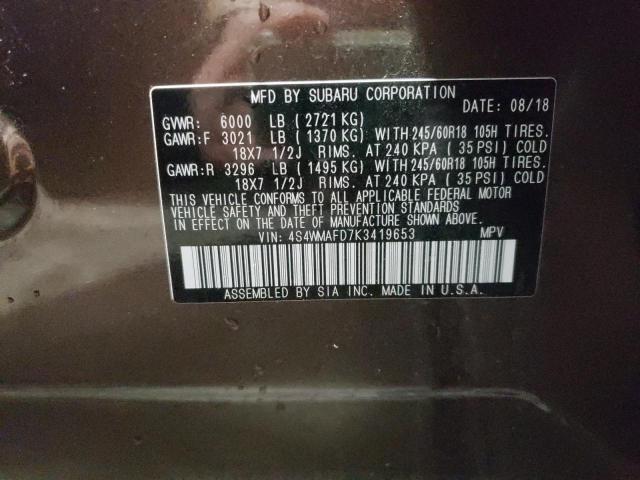 MFD BY SUBARU CORPORATION DATE: 08/18
GVWR: 6000 LB ( 2721 KG)
GAWR:F 3021 LB ( 1370 KG) WITH 245/60R18 105H TIRES.
18X7 1/2J RIMS. AT 240 KPA ( 35 PSI) COLD
GAWR:R 3296 LB ( 1495 KG) WITH 245/60R18 105H TIRES.
18X7 1/2J RIMS. AT 240 KPA ( 35 PSI) COLD
THIS VEHICLE CONFORMS TO ALL APPLICABLE FEDERAL MOTOR
VEHICLE SAFETY AND THEFT PREVENTION STANDARDS
IN EFFECT ON THE DATE OF MANUFACTURE SHOWN ABOVE.
VIN: 4S4WMAFD7K3419653 MPV
ASSEMBLED BY SIA INC. MADE IN U.S.A.